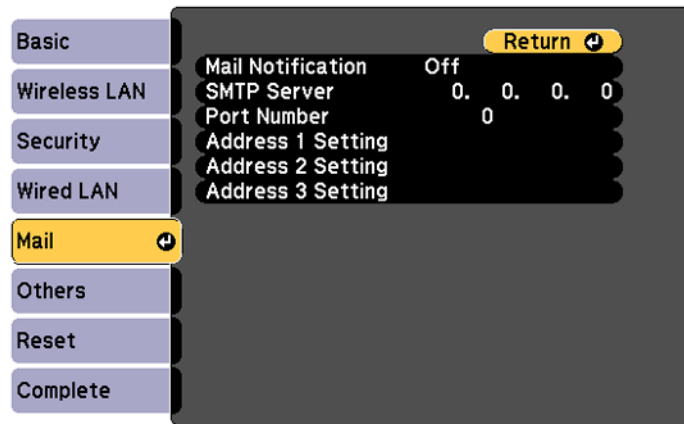 Basic
Wireless LAN
Security
Wired LAN
Mail
Others
Reset
Complete
Return
Mail Notification Off
SMTP Server 0. 0. 0. 0
Port Number 0
Address 1 Setting
Address 2 Setting
Address 3 Setting